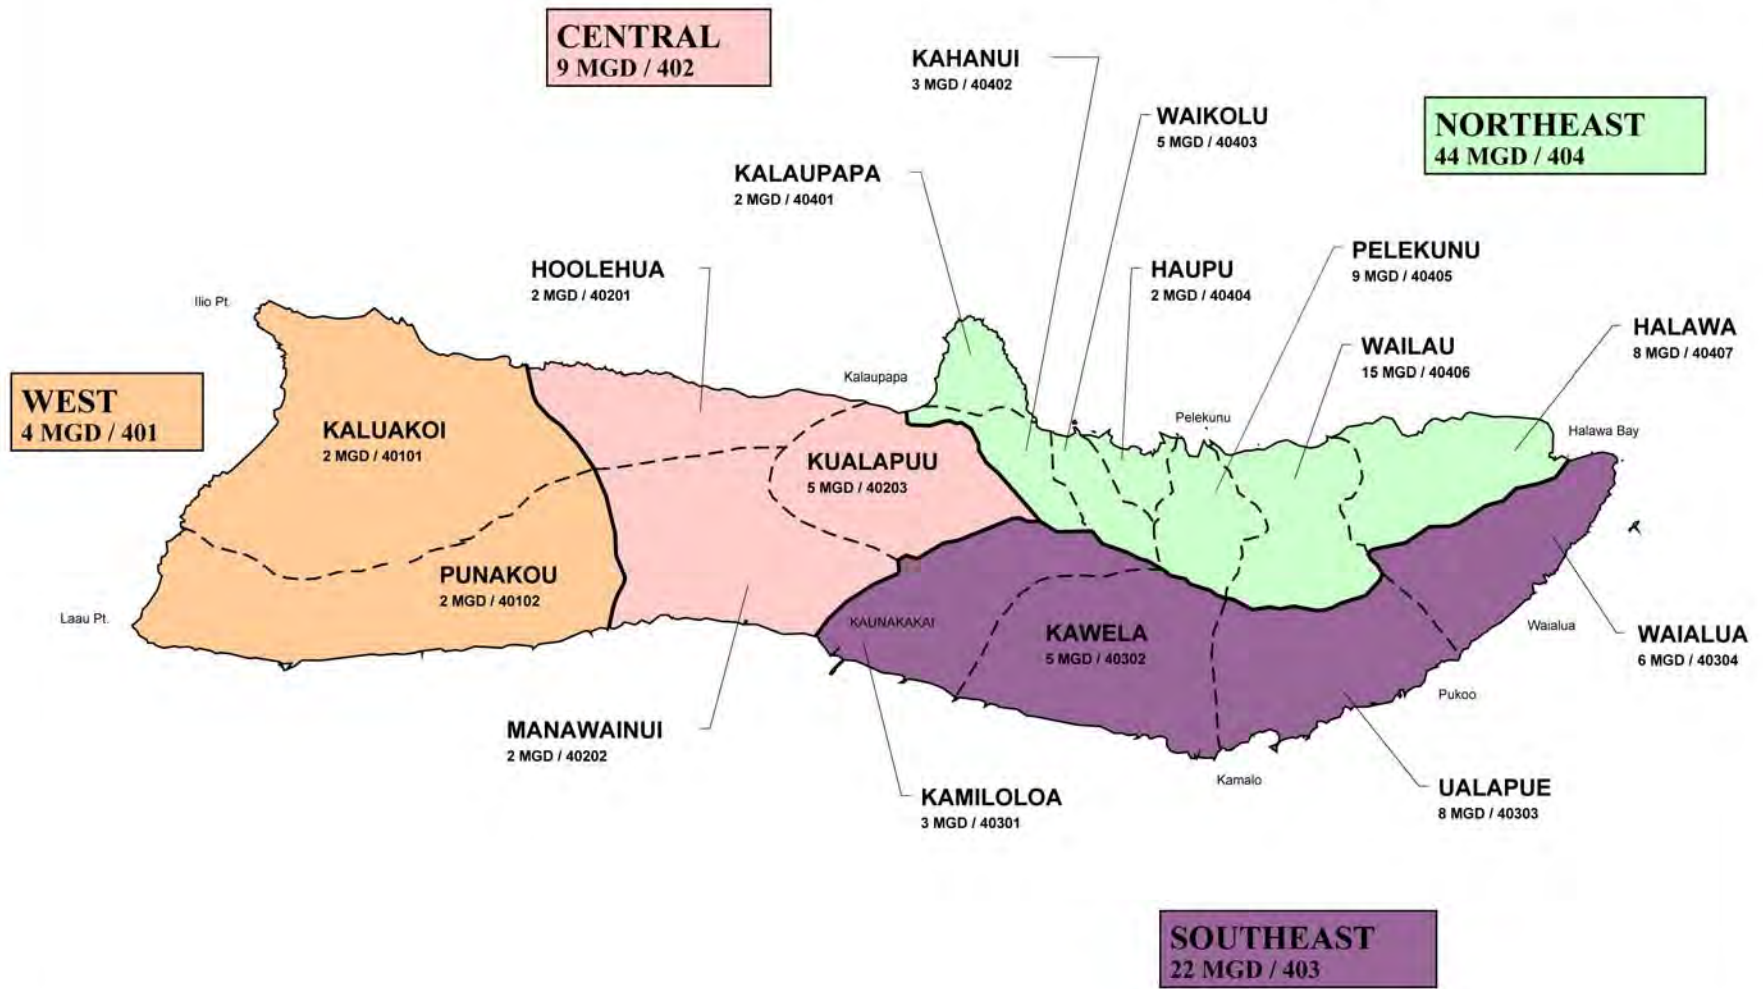 CENTRAL
9 MGD / 402
KAHANUI
3 MGD / 40402
WAIKOLU
5 MGD / 40403
NORTHEAST
44 MGD / 404
KALAUPAPA
2 MGD / 40401
HOOLEHUA
2 MGD / 40201
HAUPU
2 MGD / 40404
PELEKUNU
9 MGD / 40405
Ilio Pt.
HALAWA
8 MGD / 40407
WAILAU
15 MGD / 40406
Kalaupapa
WEST
4 MGD / 401
Pelekunu
Halawa Bay
KALUAKOI
2 MGD / 40101
KUALAPUU
5 MGD / 40203
PUNAKOU
2 MGD / 40102
Laau Pt.
KAUNAKAKAI
KAWELA
5 MGD / 40302
Waialua
WAIALUA
6 MGD / 40304
Pukoo
MANAWAINUI
2 MGD / 40202
Kamalo
KAMILOLOA
3 MGD / 40301
UALAPUE
8 MGD / 40303
SOUTHEAST
22 MGD / 403